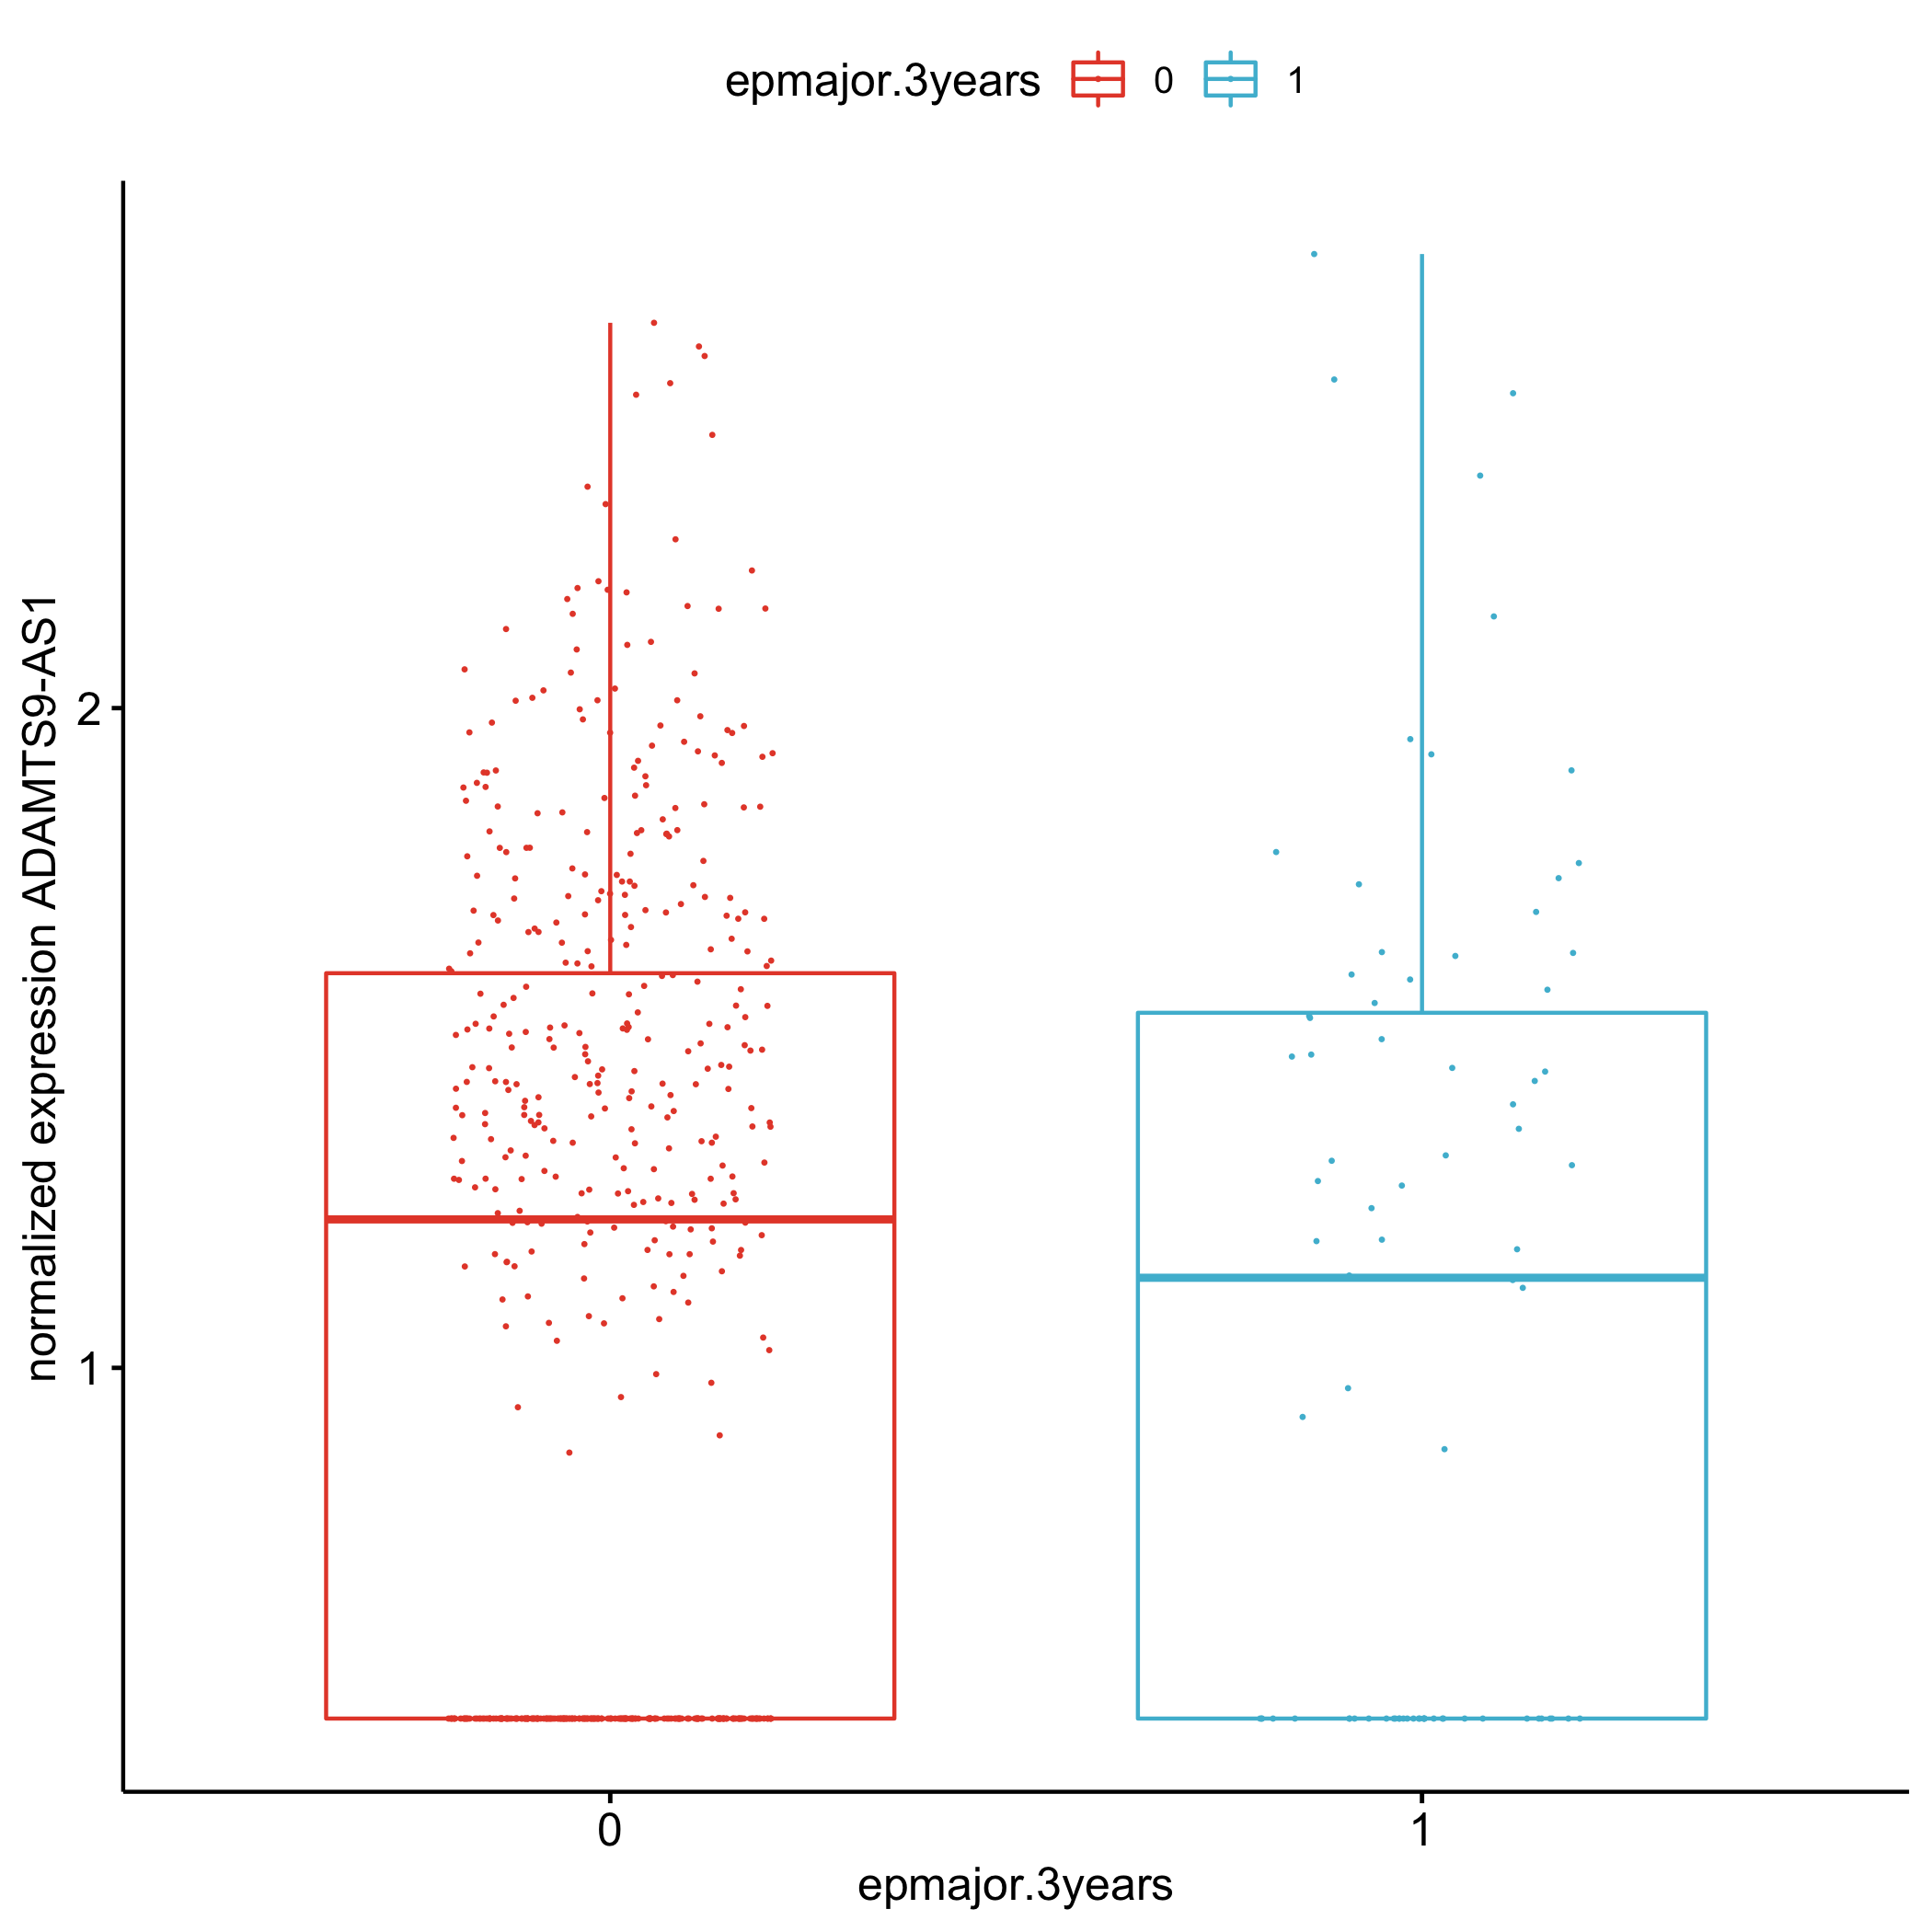 epmajor.3years 0 1
normalized expression ADAMTS9-AS1
2
1
0 1
epmajor.3years